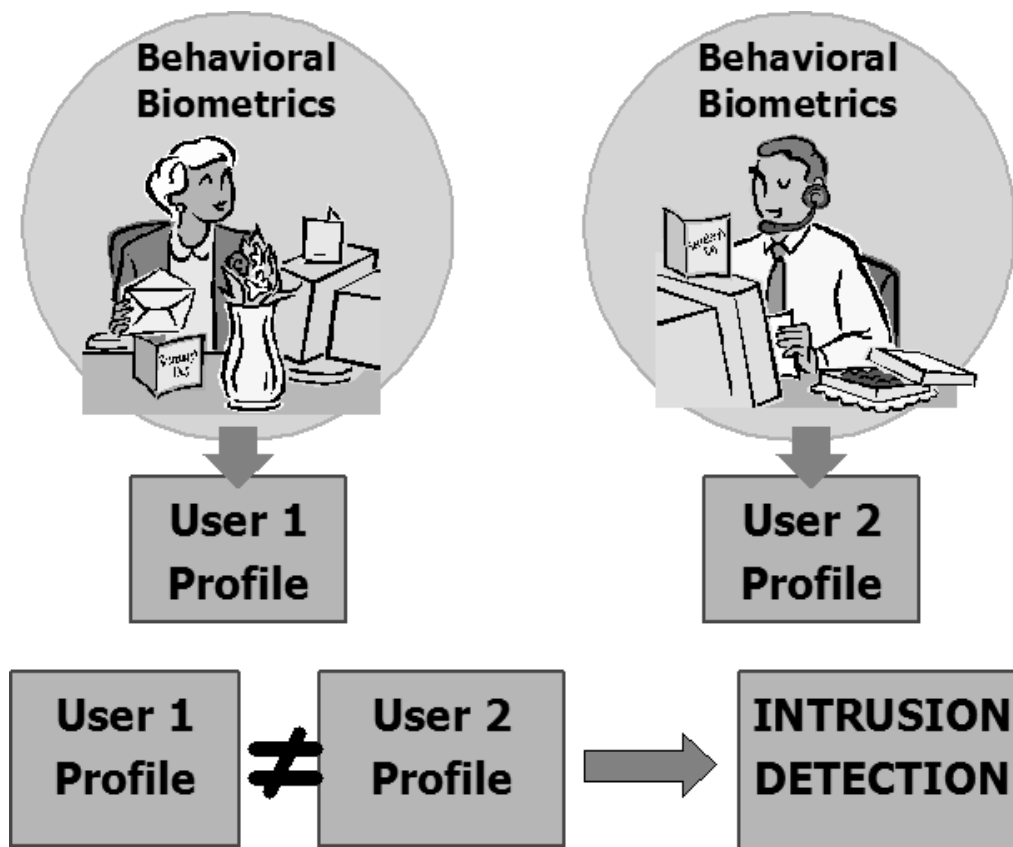 Behavioral
Biometrics
Behavioral
Biometrics
User 1
Profile
User 2
Profile
User 1
Profile
≠
User 2
Profile
INTRUSION
DETECTION